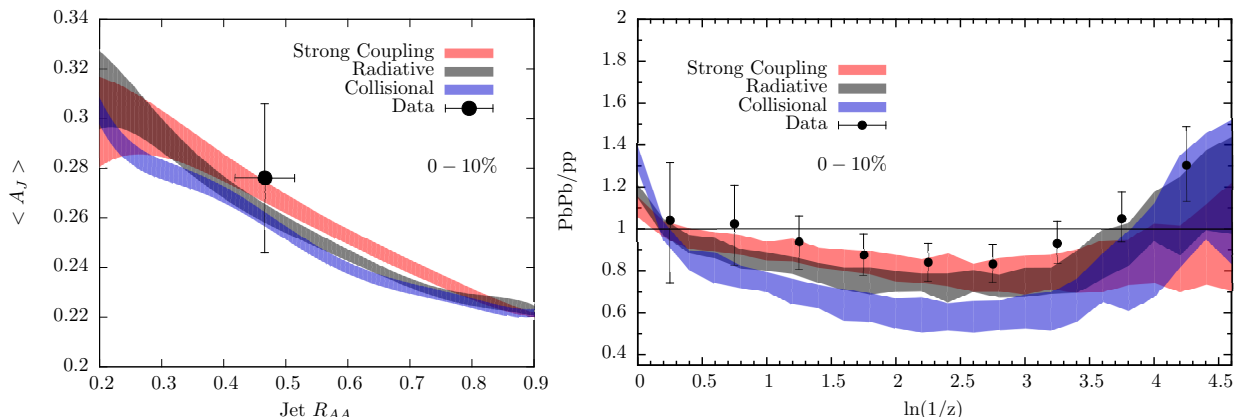 0.34
0.32
0.3
0.28
0.26
0.24
0.22
0.2
< A_J >
Strong Coupling
Radiative
Collisional
Data
0 − 10%
0.2 0.3 0.4 0.5 0.6 0.7 0.8 0.9
Jet R_AA
2
1.8
1.6
1.4
1.2
1
0.8
0.6
0.4
PbPb/pp
Strong Coupling
Radiative
Collisional
Data
0 − 10%
0 0.5 1 1.5 2 2.5 3 3.5 4 4.5
ln(1/z)